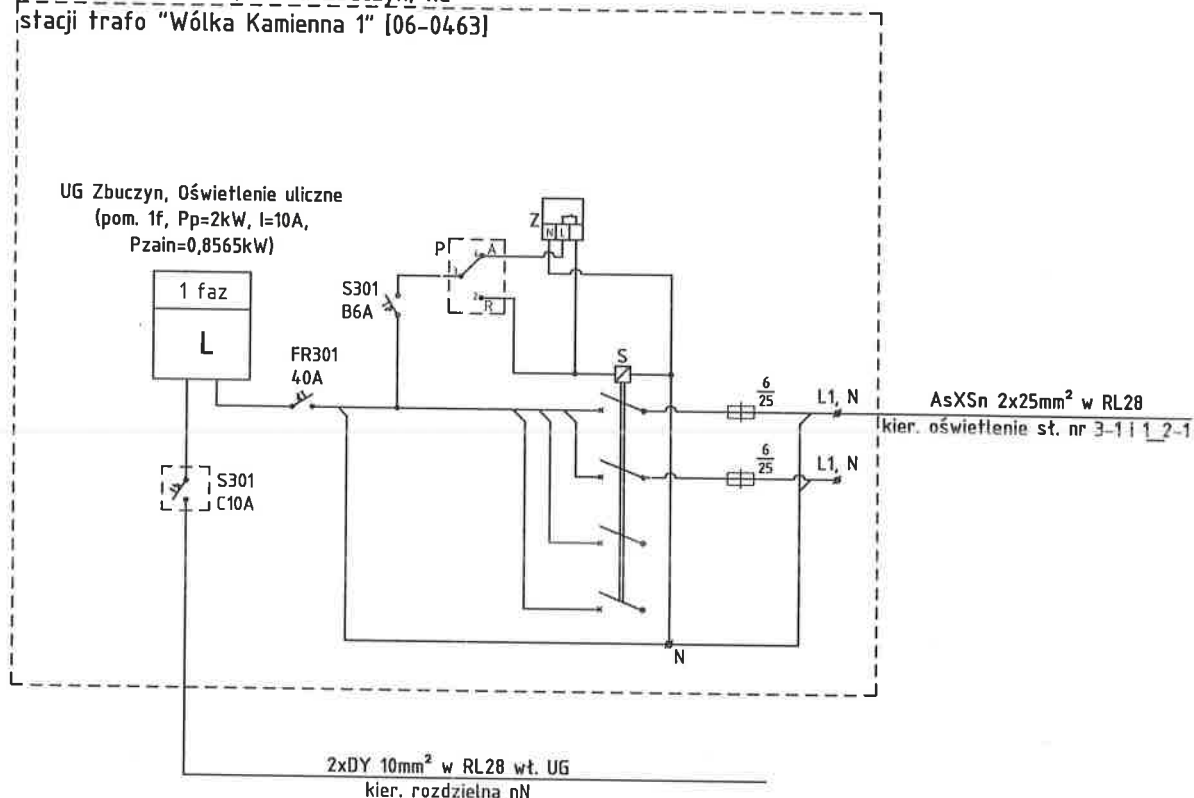 stacji trafo "Wólka Kamienna 1" [06-0463]
UG Zbuczyn, Oświetlenie uliczne
(pom. 1f, Pp=2kW, I=10A,
Pzain=0,8565kW)
1 faz
L
S301
C10A
FR301
40A
S301
B6A
P
A
R
Z
N L
S
6
25
L1, N
6
25
L1, N
N
AsXSn 2x25mm² w RL28
kier. oświetlenie sł. nr 3-1 i 1_2-1
2xDY 10mm² w RL28 wł. UG
kier. rozdzielna nN